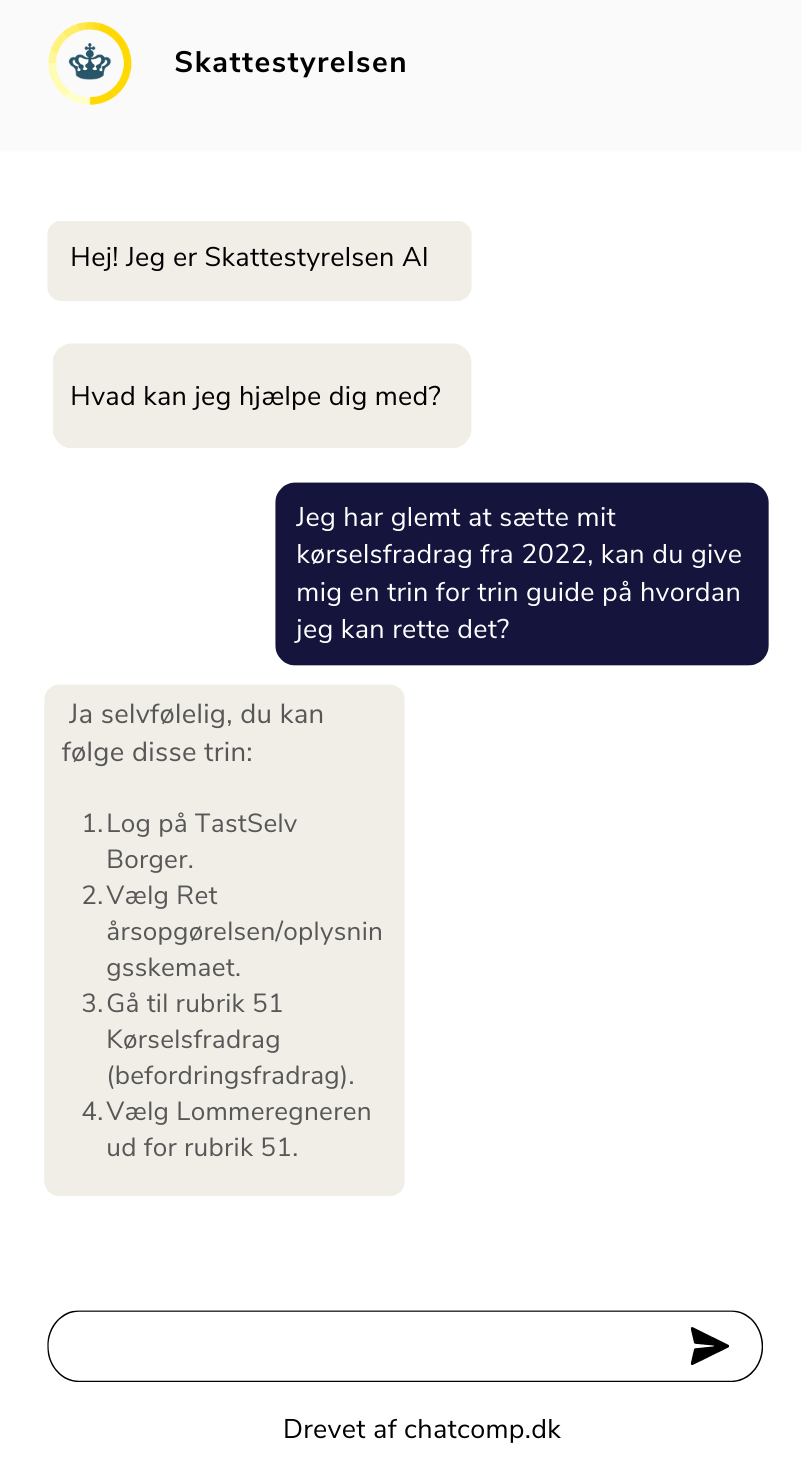 Skattestyrelsen
Hej! Jeg er Skattestyrelsen AI
Hvad kan jeg hjælpe dig med?
Jeg har glemt at sætte mit
kørselsfradrag fra 2022, kan du give
mig en trin for trin guide på hvordan
jeg kan rette det?
Ja selvfølelig, du kan
følge disse trin:
1. Log på TastSelv
Borger.
2. Vælg Ret
årsopgørelsen/oplysnin
gsskemaet.
3. Gå til rubrik 51
Kørselsfradrag
(befordringsfradrag).
4. Vælg Lommeregneren
ud for rubrik 51.
Drevet af chatcomp.dk